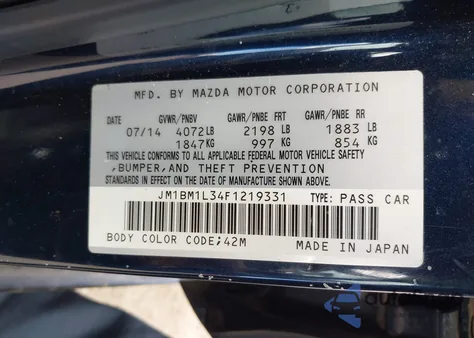 MFD. BY MAZDA MOTOR CORPORATION
DATE GVWR/PNBV GAWR/PNBE FRT GAWR/PNBE RR
07/14 4072LB 2198 LB 1883 LB
1847KG 997 KG 854 KG
THIS VEHICLE CONFORMS TO ALL APPLICABLE FEDERAL MOTOR VEHICLE SAFETY
,BUMPER,AND THEFT PREVENTION
STANDARDS IN EFFECT ON THE DATE OF MANUFACTURE SHOWN ABOVE.
JM1BM1L34F1219331 TYPE: PASS CAR
BODY COLOR CODE;42M MADE IN JAPAN